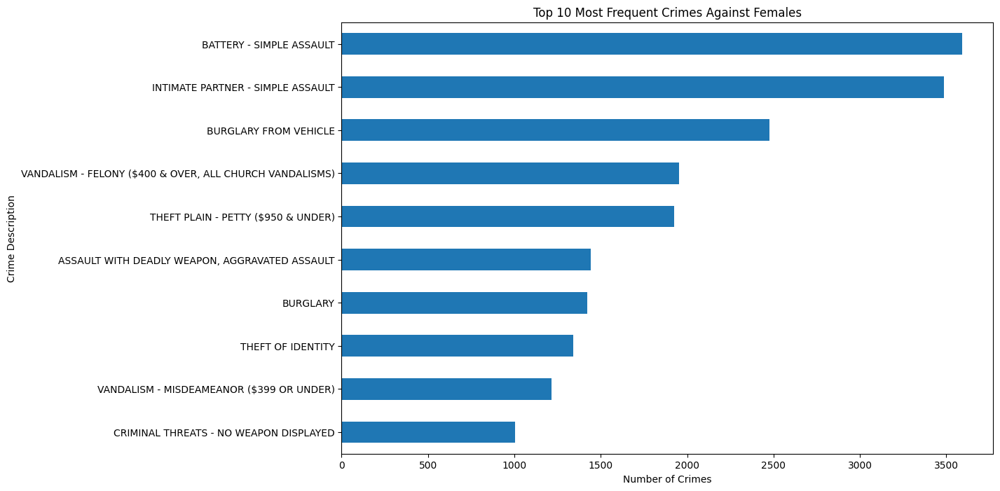 Top 10 Most Frequent Crimes Against Females
Crime Description
BATTERY - SIMPLE ASSAULT
INTIMATE PARTNER - SIMPLE ASSAULT
BURGLARY FROM VEHICLE
VANDALISM - FELONY ($400 & OVER, ALL CHURCH VANDALISMS)
THEFT PLAIN - PETTY ($950 & UNDER)
ASSAULT WITH DEADLY WEAPON, AGGRAVATED ASSAULT
BURGLARY
THEFT OF IDENTITY
VANDALISM - MISDEAMEANOR ($399 OR UNDER)
CRIMINAL THREATS - NO WEAPON DISPLAYED
0 500 1000 1500 2000 2500 3000 3500
Number of Crimes